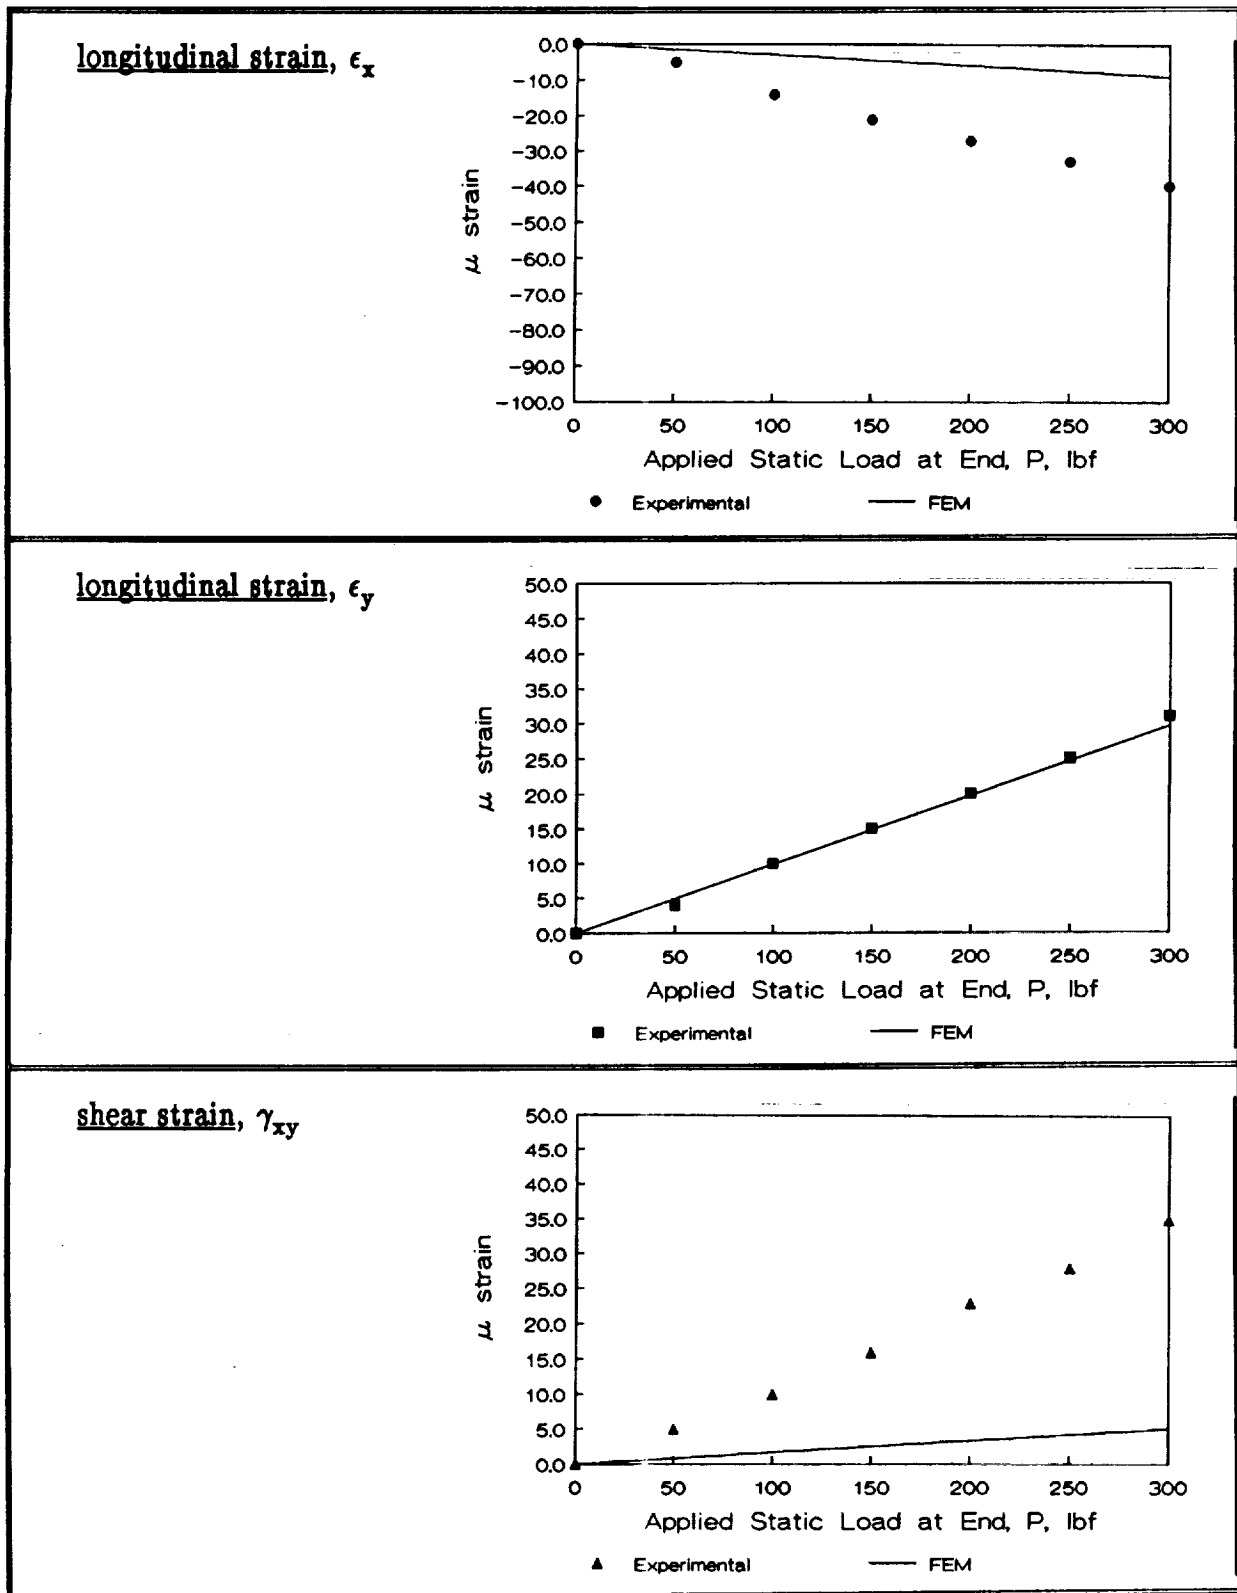 longitudinal strain, ϵx
0.0
−10.0
−20.0
−30.0
−40.0
−50.0
−60.0
−70.0
−80.0
−90.0
−100.0
μ strain
0 50 100 150 200 250 300
Applied Static Load at End, P, lbf
Experimental FEM
longitudinal strain, ϵy
50.0
45.0
40.0
35.0
30.0
25.0
20.0
15.0
10.0
5.0
0.0
μ strain
0 50 100 150 200 250 300
Applied Static Load at End, P, lbf
Experimental FEM
shear strain, γxy
50.0
45.0
40.0
35.0
30.0
25.0
20.0
15.0
10.0
5.0
0.0
μ strain
0 50 100 150 200 250 300
Applied Static Load at End, P, lbf
Experimental FEM